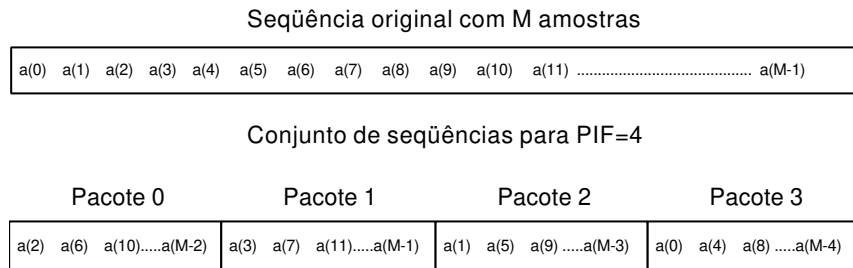 Seqüência original com M amostras
a(0) a(1) a(2) a(3) a(4) a(5) a(6) a(7) a(8) a(9) a(10) a(11) .......................................... a(M-1)
Conjunto de seqüências para PIF=4
Pacote 0 Pacote 1 Pacote 2 Pacote 3
a(2) a(6) a(10).....a(M-2) a(3) a(7) a(11).....a(M-1) a(1) a(5) a(9) .....a(M-3) a(0) a(4) a(8) .....a(M-4)